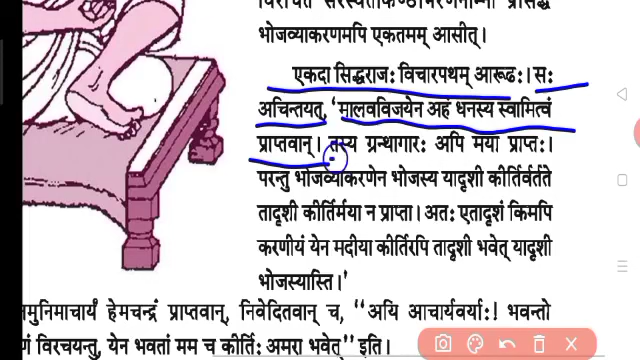 विरचितं सरस्वतीकण्ठाभरणनाम्ना प्रसिद्धं
भोजव्याकरणमपि एकतमम् आसीत्।
एकदा सिद्धराजः विचारपथम् आरूढः। सः
अचिन्तयत्, ‘मालवविजयेन अहं धनस्य स्वामित्वं
प्राप्तवान्। तस्य ग्रन्थागारः अपि मया प्राप्तः।
परन्तु भोजव्याकरणेन भोजस्य यादृशी कीर्तिर्वर्तते
तादृशी कीर्तिर्मया न प्राप्ता। अतः एतादृशं किमपि
करणीयं येन मदीया कीर्तिरपि तादृशी भवेत् यादृशी
भोजस्यास्ति।'
मुनिमाचार्यं हेमचन्द्रं प्राप्तवान्, निवेदितवान् च, “अयि आचार्यवर्याः! भवन्तो
विरचयन्तु, येन भवतां मम च कीर्तिः अमरा भवेत्” इति।